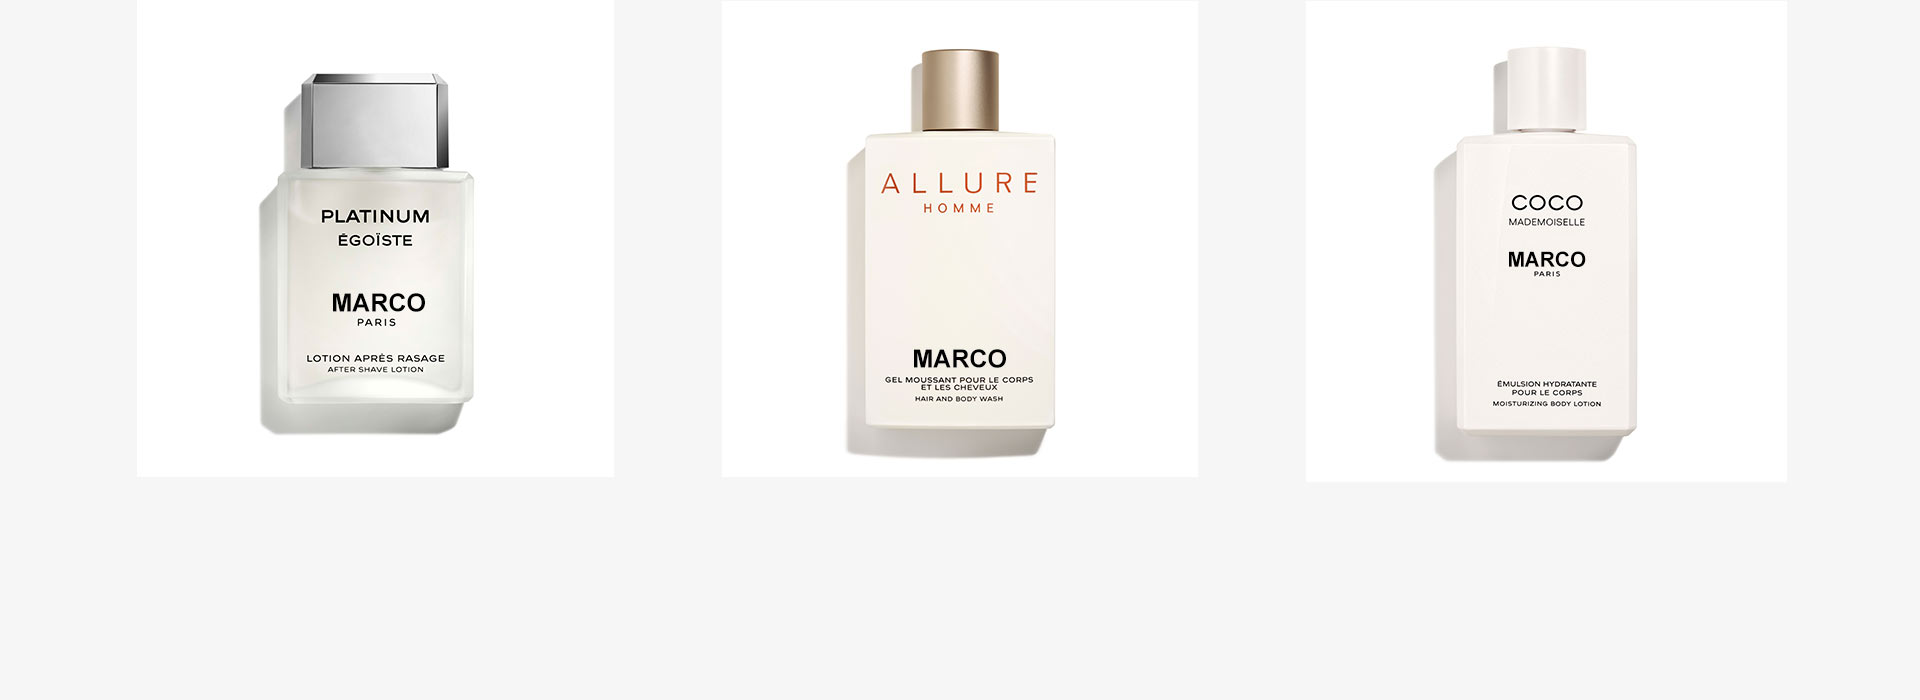 PLATINUM
ÉGOÏSTE
MARCO
PARIS
LOTION APRÈS RASAGE
AFTER SHAVE LOTION
ALLURE
HOMME
MARCO
GEL MOUSSANT POUR LE CORPS
ET LES CHEVEUX
HAIR AND BODY WASH
COCO
MADEMOISELLE
MARCO
PARIS
ÉMULSION HYDRATANTE
POUR LE CORPS
MOISTURIZING BODY LOTION